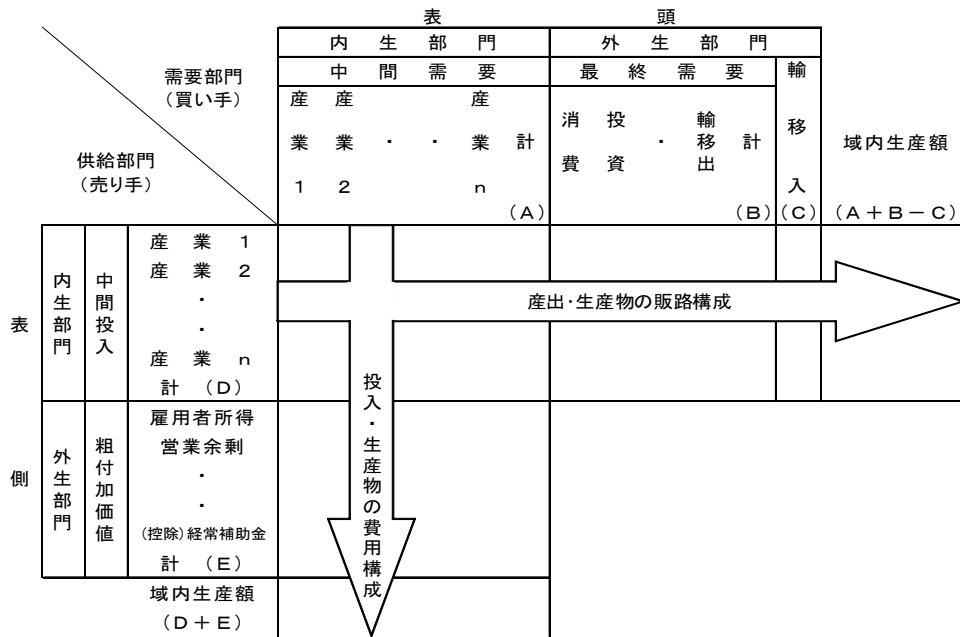 表 頭
内 生 部 門 外 生 部 門
需要部門
(買い手)
中 間 需 要 最 終 需 要 輸移入(C)
産業1 産業2 ・ ・ 産業n 計(A) 消費 投資 ・ 輸移出 計(B)
供給部門
(売り手)
域内生産額
(A+B-C)
表 側
内生部門
中間投入
産 業 1
産 業 2
・
・
産 業 n
計 (D)
産出・生産物の販路構成
投入・生産物の費用構成
外生部門
粗付加価値
雇用者所得
営業余剰
・
・
(控除)経常補助金
計 (E)
域内生産額
(D+E)